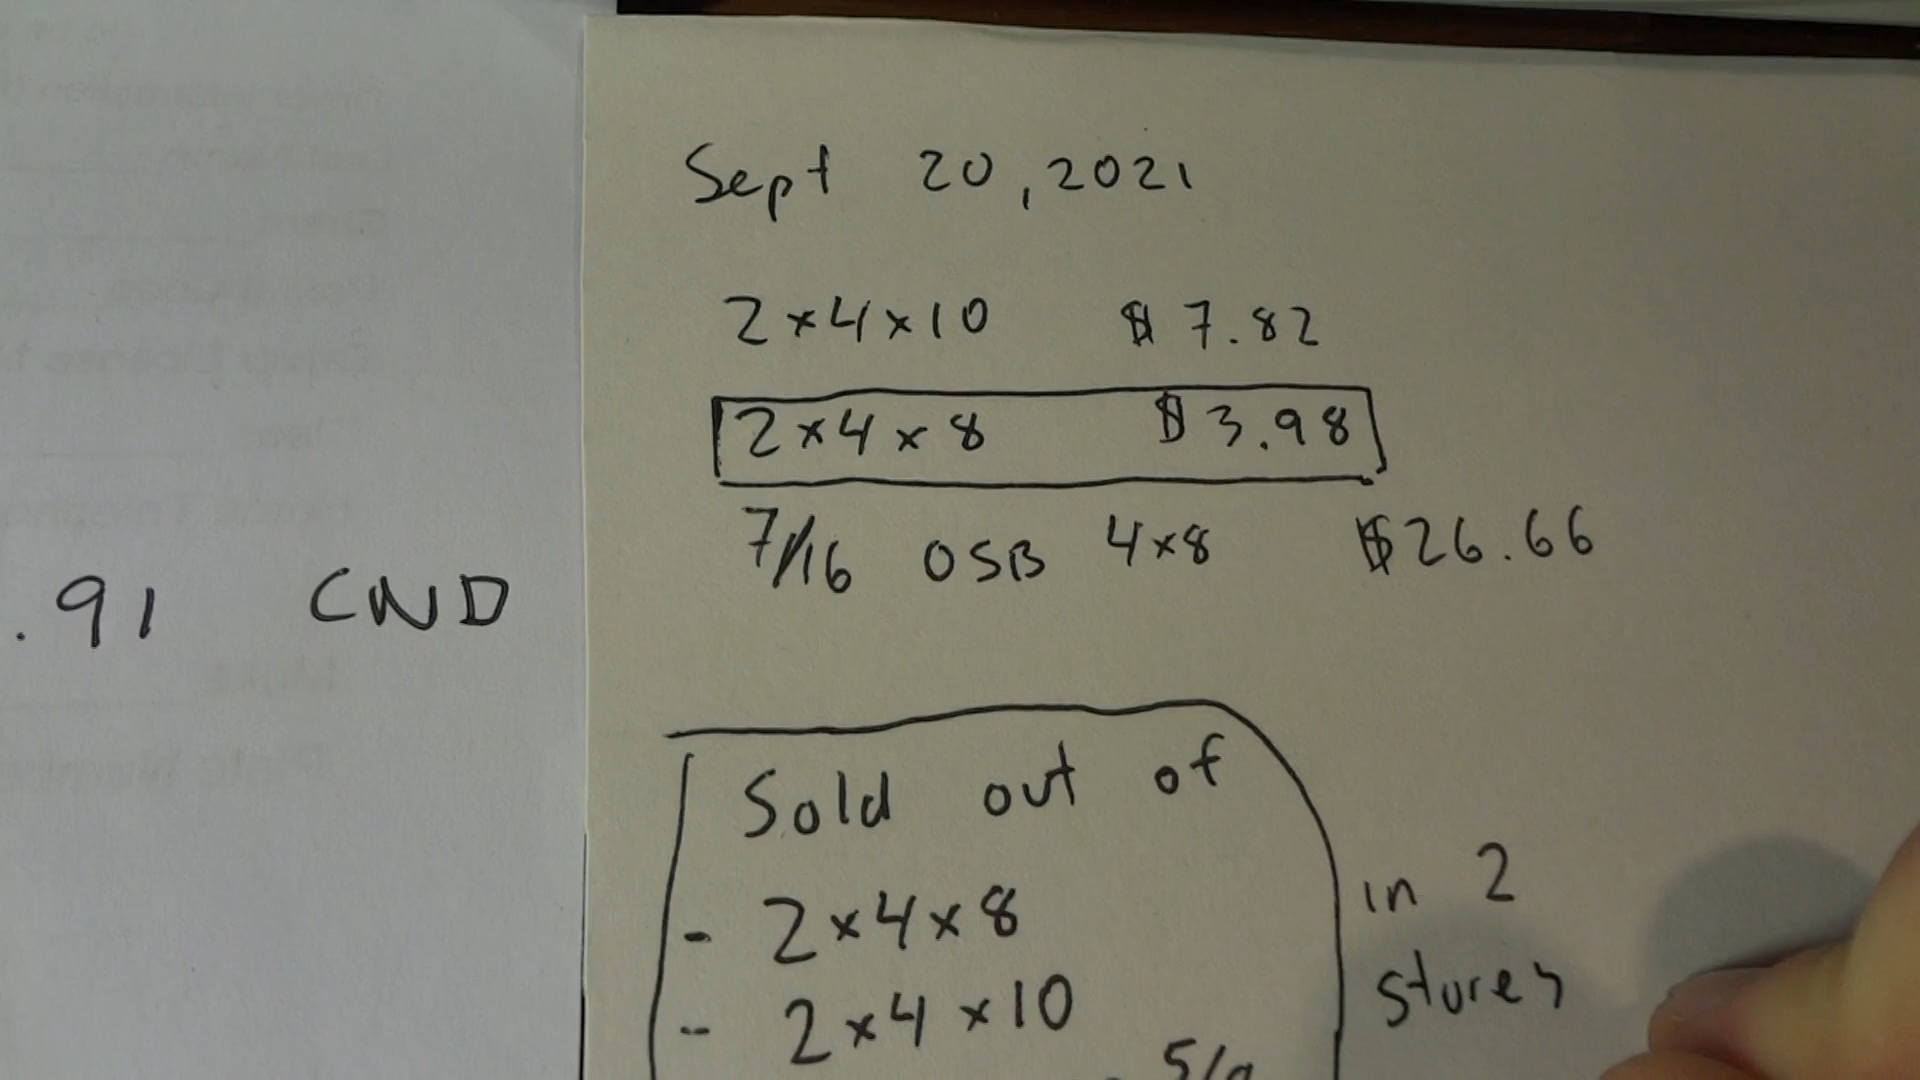 Sept 20, 2021
2x4x10 $7.82
2x4x8 $3.98
7/16 OSB 4x8 $26.66
.91 CND
Sold out of
- 2x4x8
- 2x4x10
in 2
stores